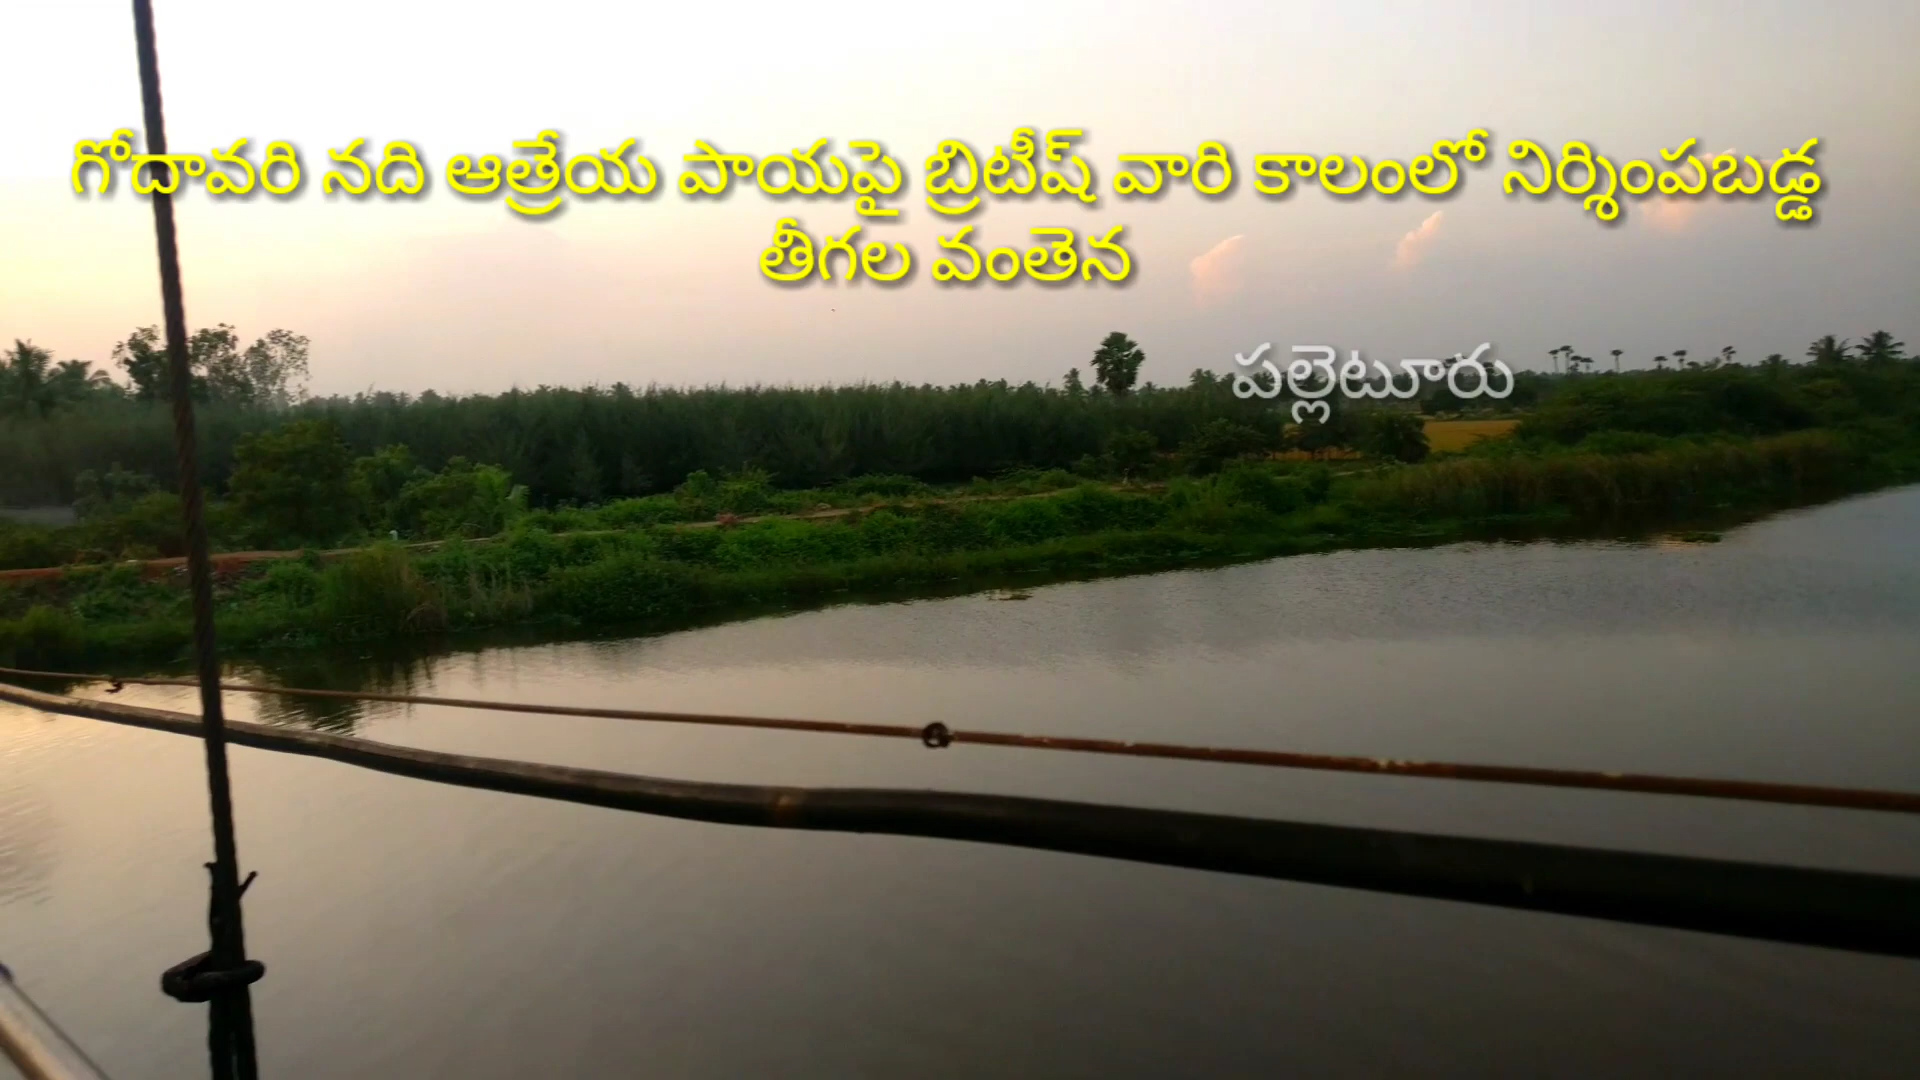 గోదావరి నది ఆత్రేయ పాయపై బ్రిటీష్ వారి కాలంలో నిర్శింపబడ్డ
తీగల వంతెన
పల్లెటూరు